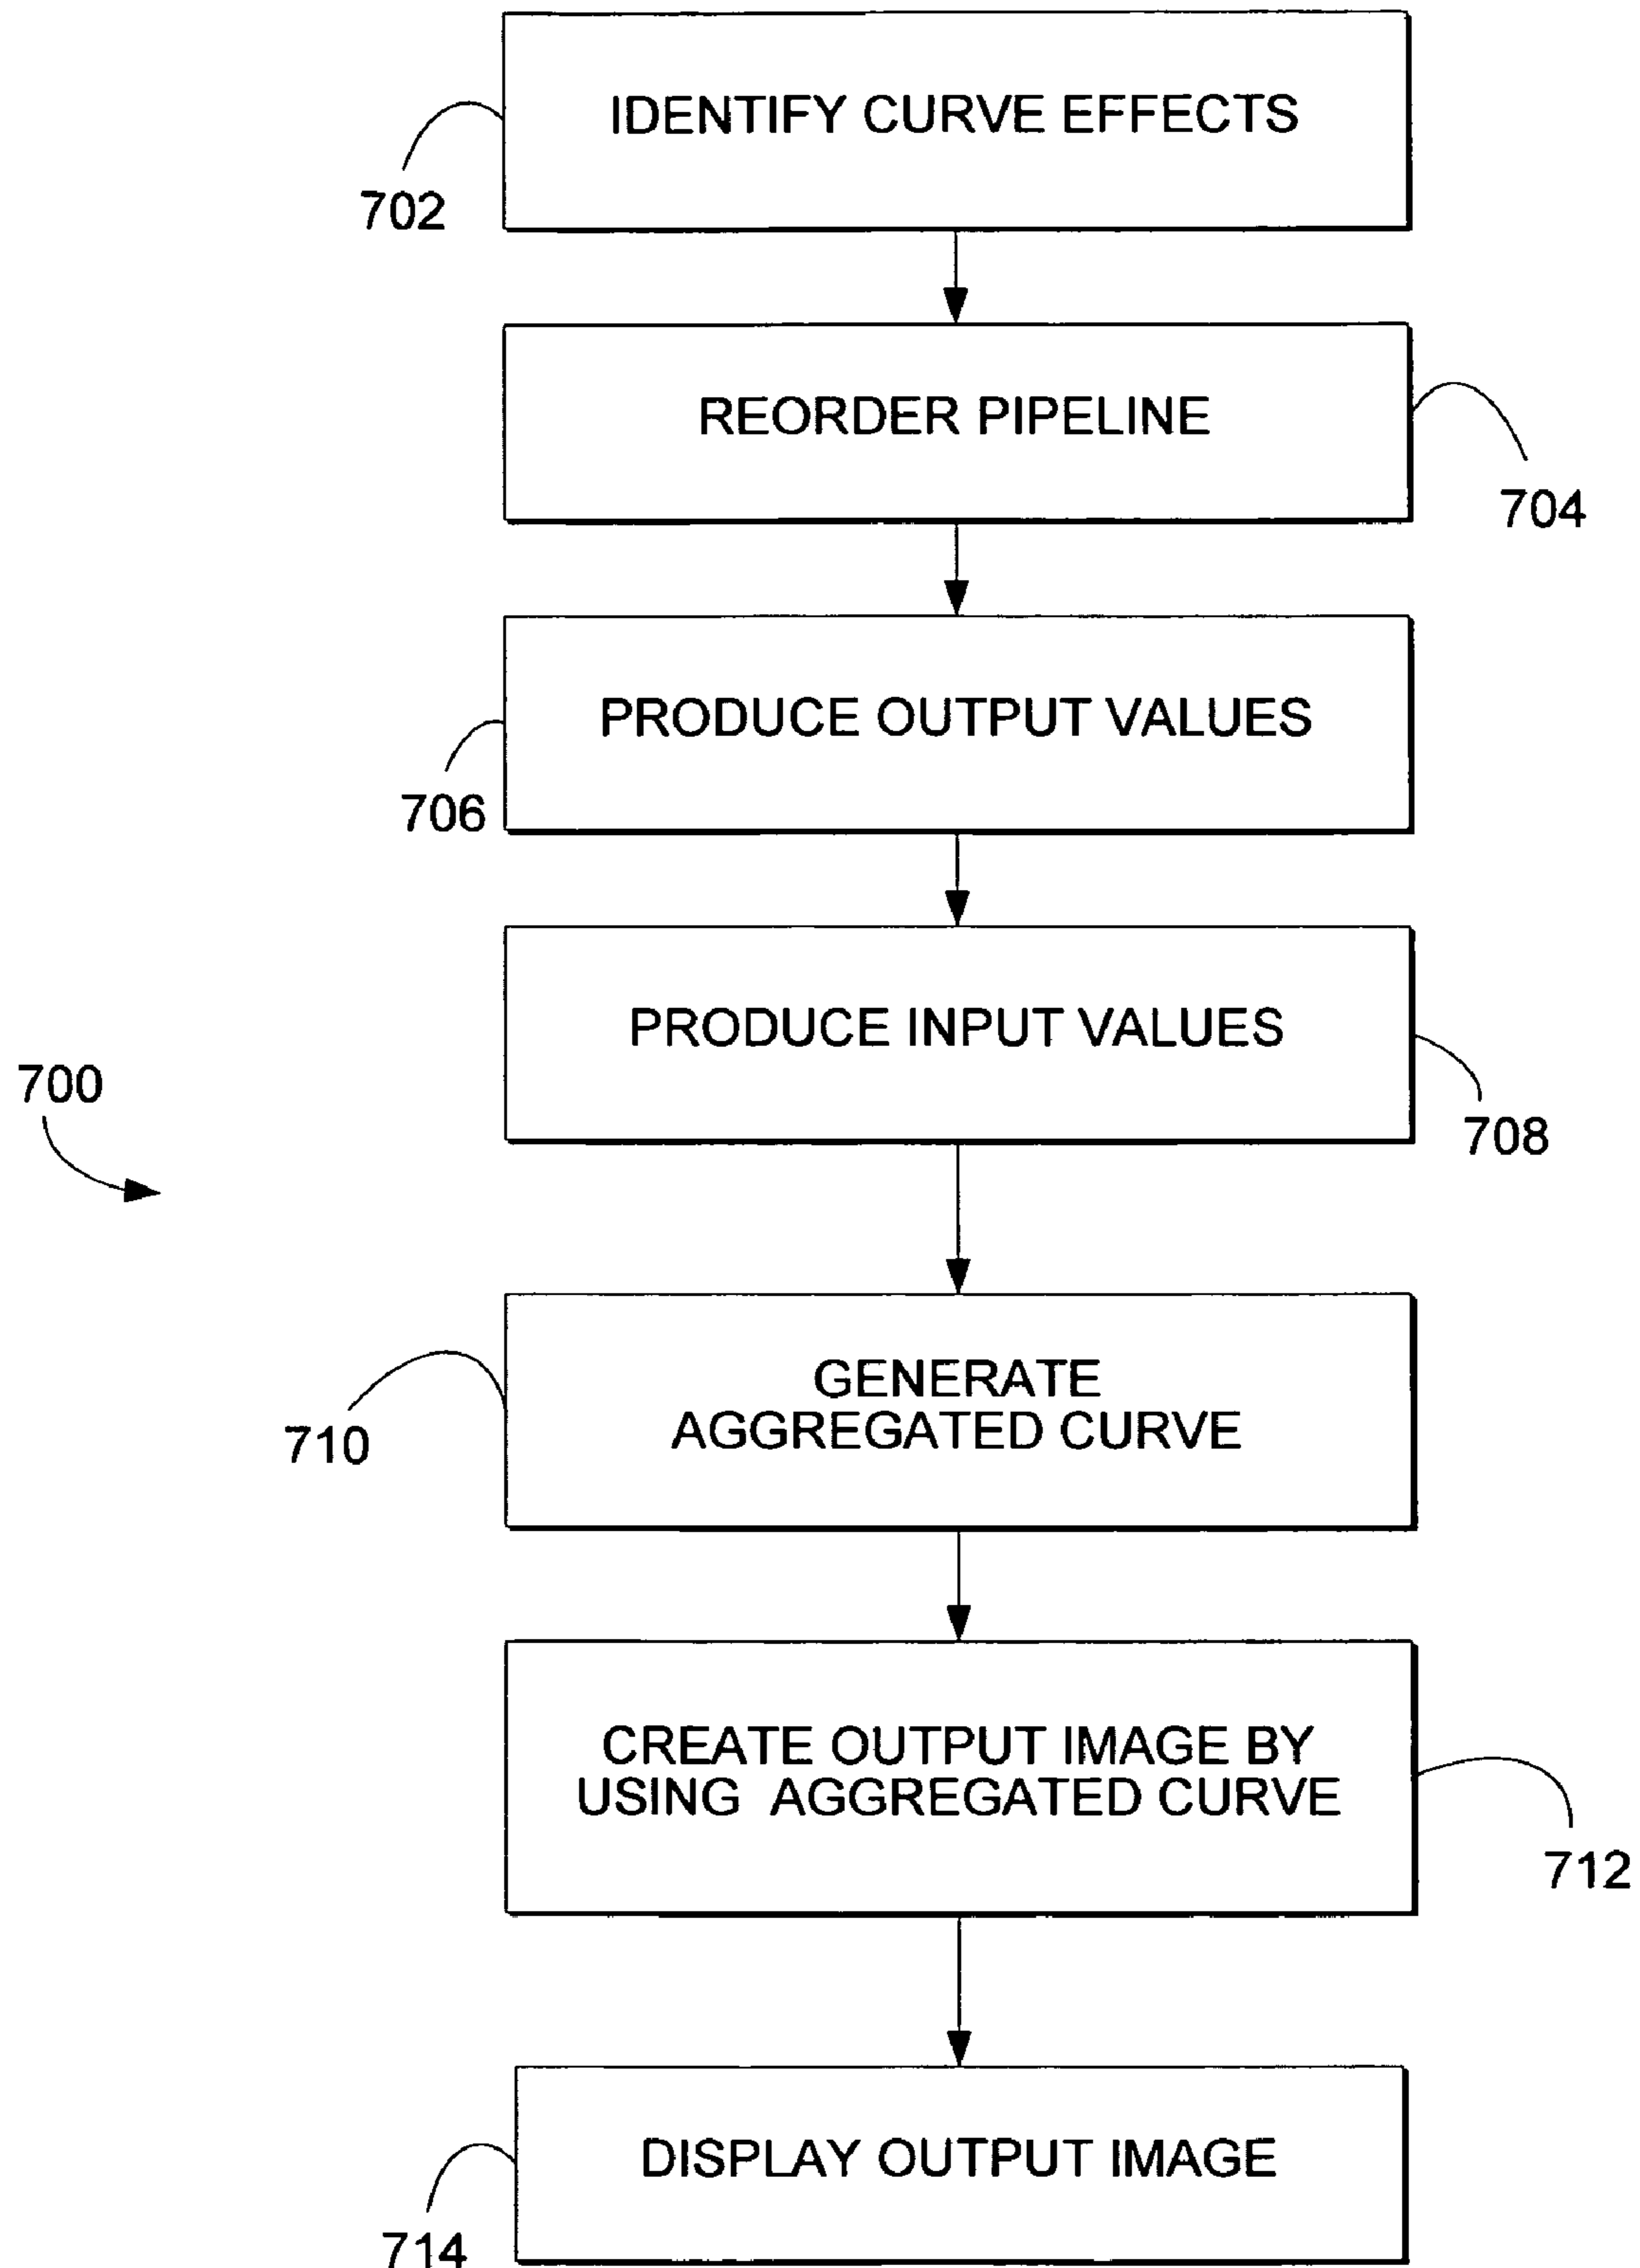 IDENTIFY CURVE EFFECTS
702
REORDER PIPELINE
704
PRODUCE OUTPUT VALUES
706
PRODUCE INPUT VALUES
708
700
GENERATE
AGGREGATED CURVE
710
CREATE OUTPUT IMAGE BY
USING AGGREGATED CURVE
712
DISPLAY OUTPUT IMAGE
714